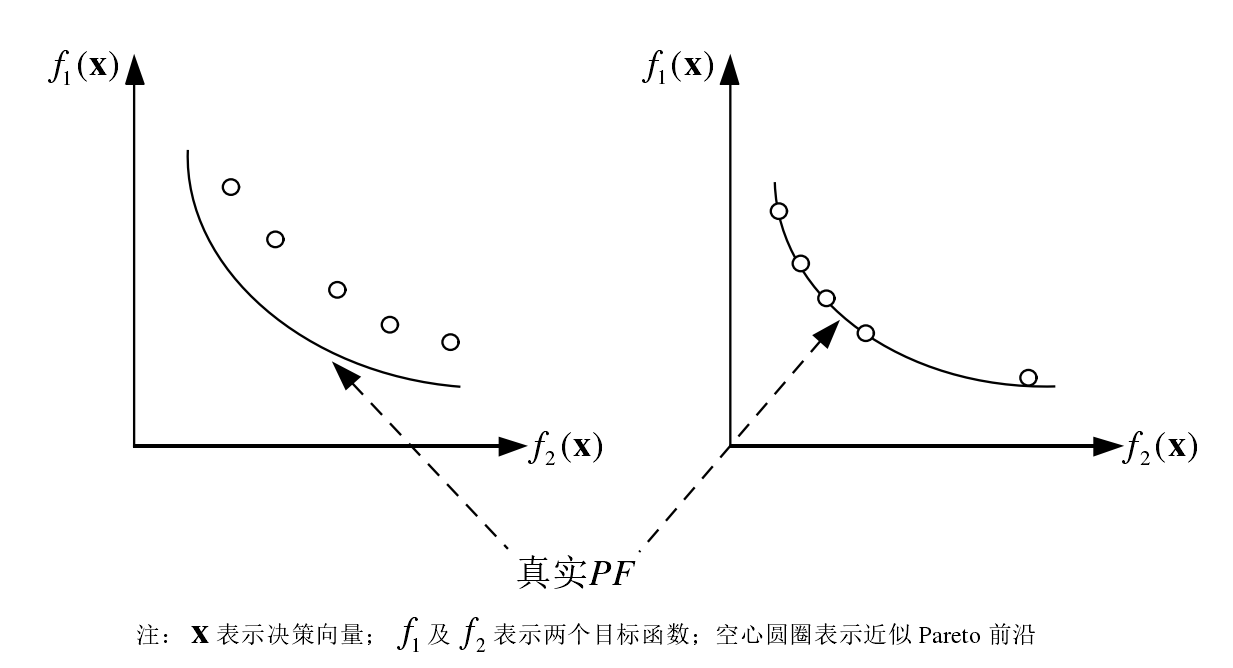 f₁(x)
f₁(x)
f₂(x)
f₂(x)
真实PF
注： x 表示决策向量； f₁ 及 f₂ 表示两个目标函数；空心圆圈表示近似 Pareto 前沿